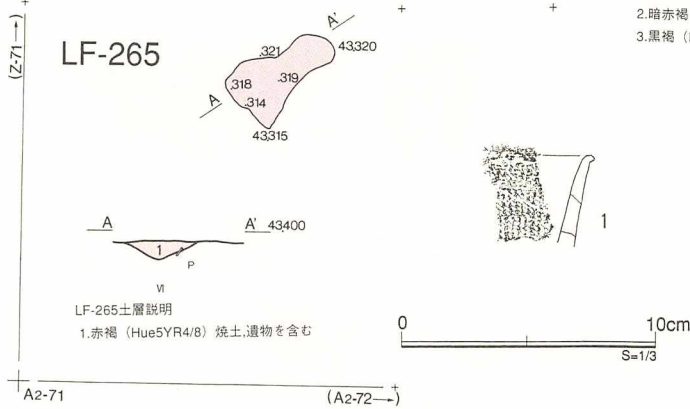 (Z-71→)
LF-265
A'
.321
43,320
.319
.318
A
.314
43,315
A
A' 43,400
1
P
VI
LF-265土層説明
1.赤褐（Hue5YR4/8）焼土,遺物を含む
A2-71
(A2-72→)
2.暗赤褐
3.黒褐（
1
0
10cm
S=1/3